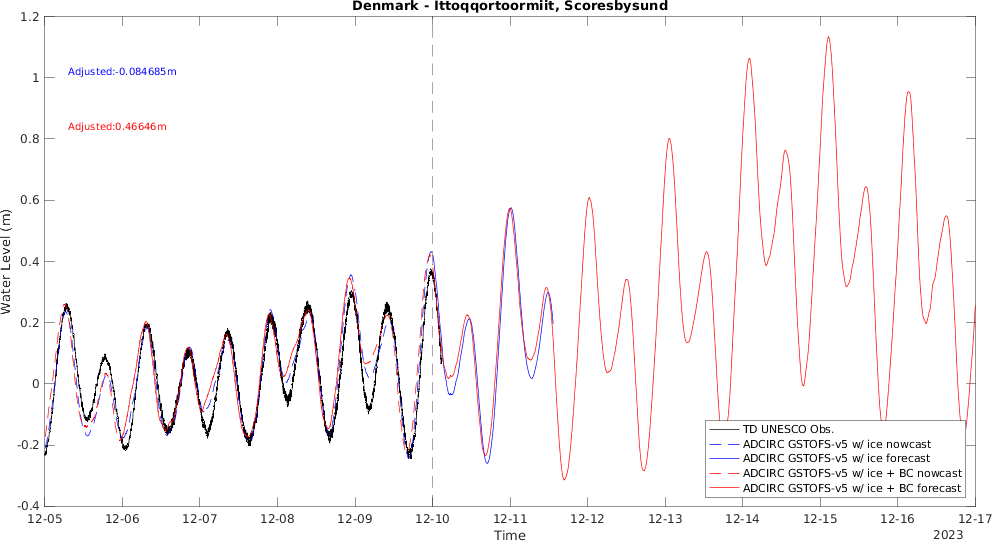 Denmark - Ittoqqortoormiit, Scoresbysund
1.2
1
0.8
0.6
0.4
0.2
0
-0.2
-0.4
Water Level (m)
Adjusted:-0.084685m
Adjusted:0.46646m
TD UNESCO Obs.
ADCIRC GSTOFS-v5 w/ ice nowcast
ADCIRC GSTOFS-v5 w/ ice forecast
ADCIRC GSTOFS-v5 w/ ice + BC nowcast
ADCIRC GSTOFS-v5 w/ ice + BC forecast
12-05 12-06 12-07 12-08 12-09 12-10 12-11 12-12 12-13 12-14 12-15 12-16 12-17
Time
2023